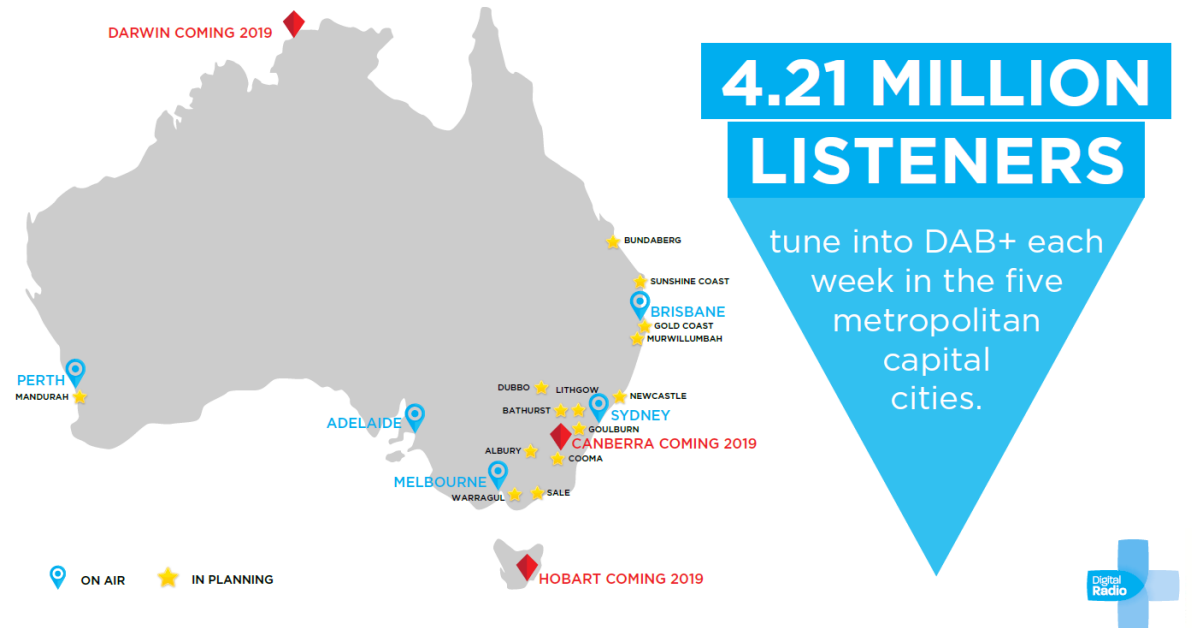 DARWIN COMING 2019
4.21 MILLION
LISTENERS
tune into DAB+ each
week in the five
metropolitan
capital
cities.
BUNDABERG
SUNSHINE COAST
BRISBANE
GOLD COAST
MURWILLUMBAH
PERTH
MANDURAH
DUBBO
LITHGOW
NEWCASTLE
BATHURST
SYDNEY
ADELAIDE
GOULBURN
CANBERRA COMING 2019
ALBURY
COOMA
MELBOURNE
WARRAGUL
SALE
HOBART COMING 2019
ON AIR
IN PLANNING
Digital
Radio